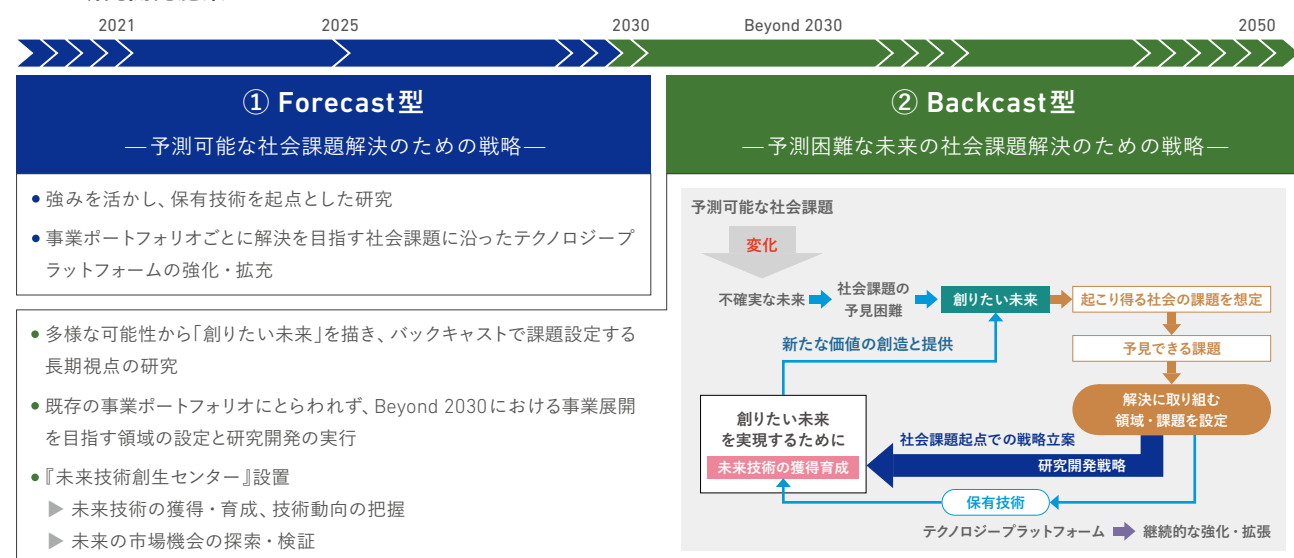 2021
2025
2030
Beyond 2030
2050
① Forecast型
—予測可能な社会課題解決のための戦略—
② Backcast型
—予測困難な未来の社会課題解決のための戦略—
● 強みを活かし、保有技術を起点とした研究
● 事業ポートフォリオごとに解決を目指す社会課題に沿ったテクノロジープ
ラットフォームの強化・拡充
● 多様な可能性から「創りたい未来」を描き、バックキャストで課題設定する
長期視点の研究
● 既存の事業ポートフォリオにとらわれず、Beyond 2030における事業展開
を目指す領域の設定と研究開発の実行
● 『未来技術創生センター』設置
▶ 未来技術の獲得・育成、技術動向の把握
▶ 未来の市場機会の探索・検証
予測可能な社会課題
変化
不確実な未来
社会課題の
予見困難
創りたい未来
起こり得る社会の課題を想定
予見できる課題
解決に取り組む
領域・課題を設定
新たな価値の創造と提供
創りたい未来
を実現するために
未来技術の獲得育成
社会課題起点での戦略立案
研究開発戦略
保有技術
テクノロジープラットフォーム
継続的な強化・拡張